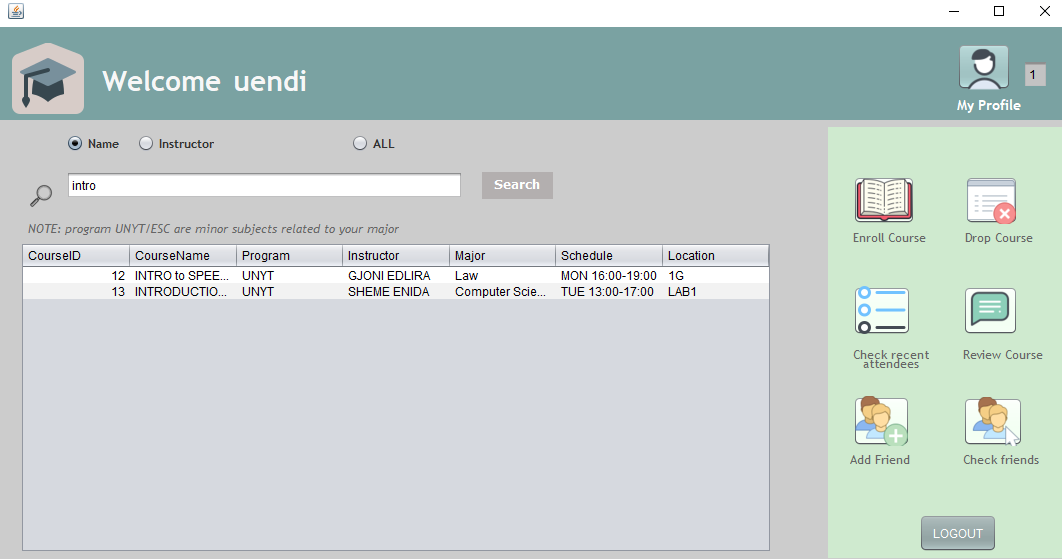 Welcome uendi
1
My Profile
Name
Instructor
ALL
intro
Search
NOTE: program UNYT/ESC are minor subjects related to your major
CourseID CourseName Program Instructor Major Schedule Location
12 INTRO to SPEE... UNYT GJONI EDLIRA Law MON 16:00-19:00 1G
13 INTRODUCTIO... UNYT SHEME ENIDA Computer Scie... TUE 13:00-17:00 LAB1
Enroll Course
Drop Course
Check recent
attendees
Review Course
Add Friend
Check friends
LOGOUT